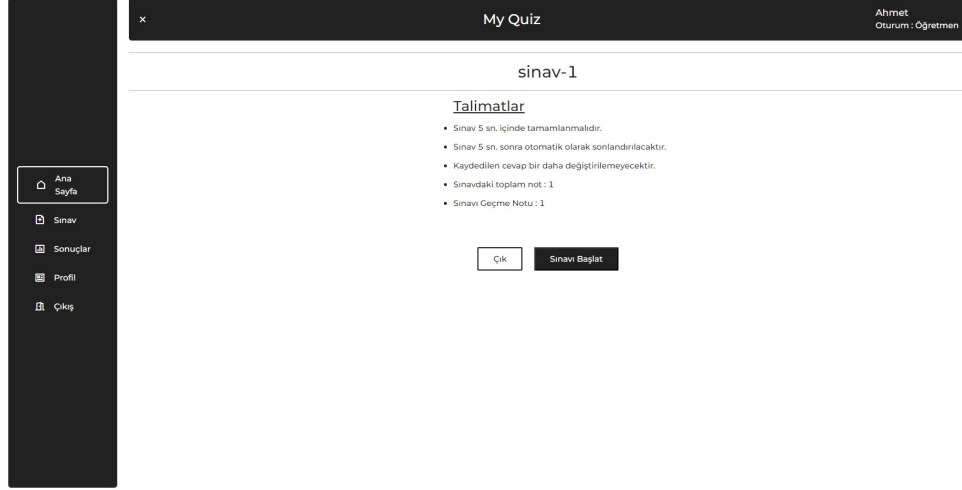 × My Quiz
Ahmet
Oturum : Öğretmen
Ana
Sayfa
Sınav
Sonuçlar
Profil
Çıkış
sinav-1
Talimatlar
• Sınav 5 sn. içinde tamamlanmalıdır.
• Sınav 5 sn. sonra otomatik olarak sonlandırılacaktır.
• Kaydedilen cevap bir daha değiştirilemeyecektir.
• Sınavdaki toplam not : 1
• Sınavı Geçme Notu : 1
Çık Sınavı Başlat